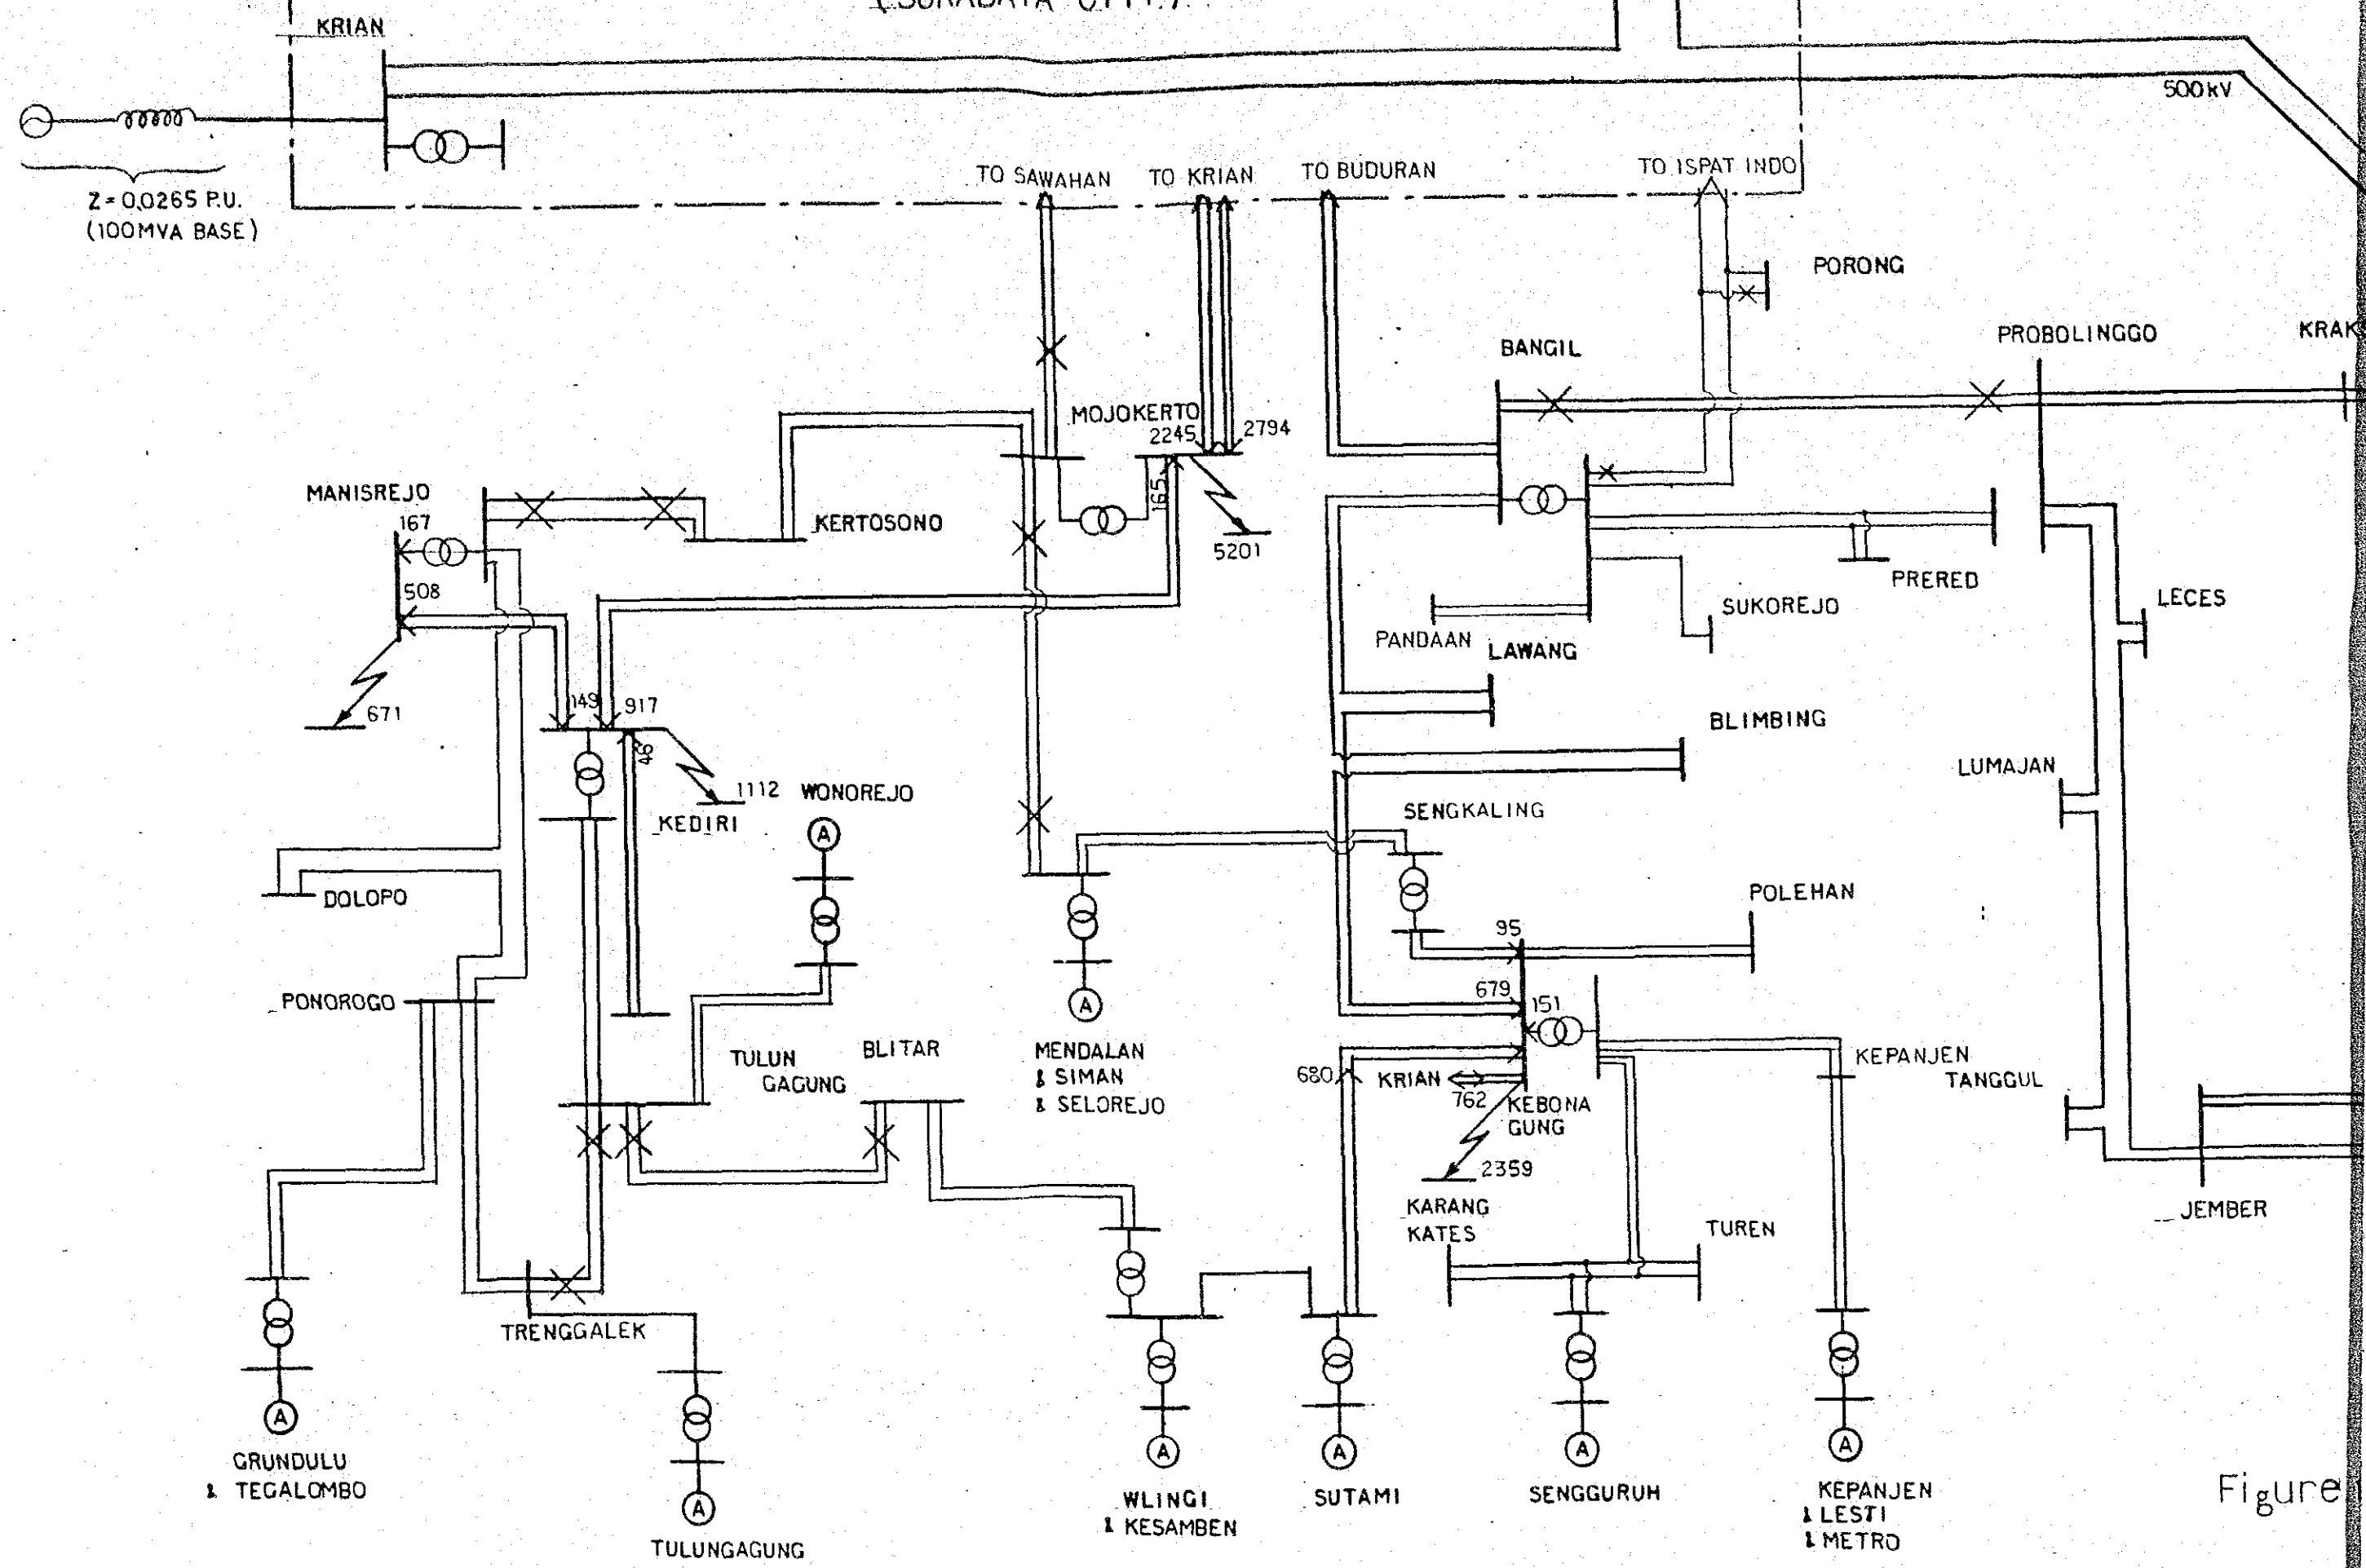 KRIAN
500kV
TO SAWAHAN
TO KRIAN
TO BUDURAN
TO ISPAT INDO
Z=0,0265 P.U.
(100MVA BASE)
PORONG
PROBOLINGGO
BANGIL
MOJOKERTO
2245
2794
165
5201
MANISREJO
167
KERTOSONO
508
671
PRERED
SUKOREJO
LECES
PANDAAN
LAWANG
149
917
46
1112
KEDIRI
WONOREJO
A
BLIMBING
LUMAJAN
SENGKALING
DOLOPO
POLEHAN
95
PONOROGO
679
151
A
TULUN
GAGUNG
BLITAR
MENDALAN
& SIMAN
& SELOREJO
680
KRIAN
762
KEBONA
GUNG
KEPANJEN
TANGGUL
2359
KARANG
KATES
TUREN
JEMBER
TRENGGALEK
A
GRUNDULU
& TEGALOMBO
A
TULUNGAGUNG
A
WLINGI
& KESAMBEN
A
SUTAMI
A
SENGGURUH
A
KEPANJEN
& LESTI
& METRO
Figure